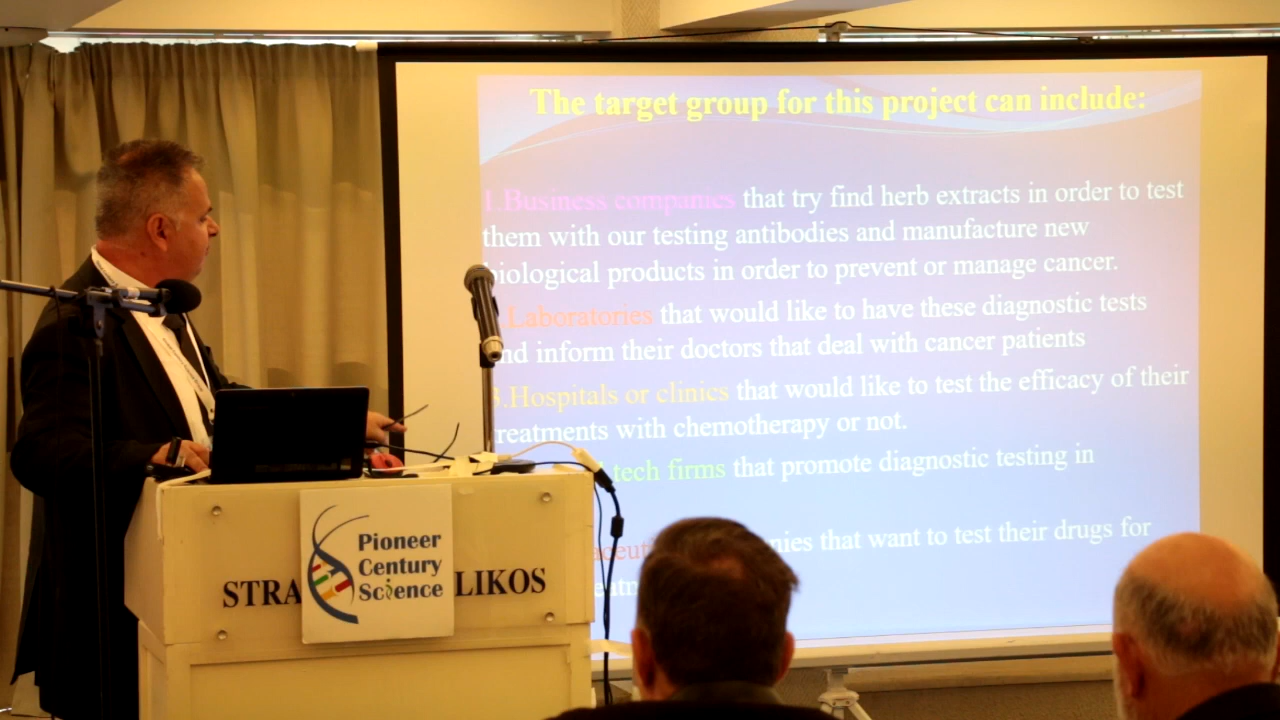 The target group for this project can include:
1.Business companies that try find herb extracts in order to test
them with our testing antibodies and manufacture new
biological products in order to prevent or manage cancer.
.Laboratories that would like to have these diagnostic tests
and inform their doctors that deal with cancer patients
3.Hospitals or clinics that would like to test the efficacy of their
treatments with chemotherapy or not.
tech firms that promote diagnostic testing in
that want to test their drugs for
STRA
LIKOS
Pioneer
Century
Science